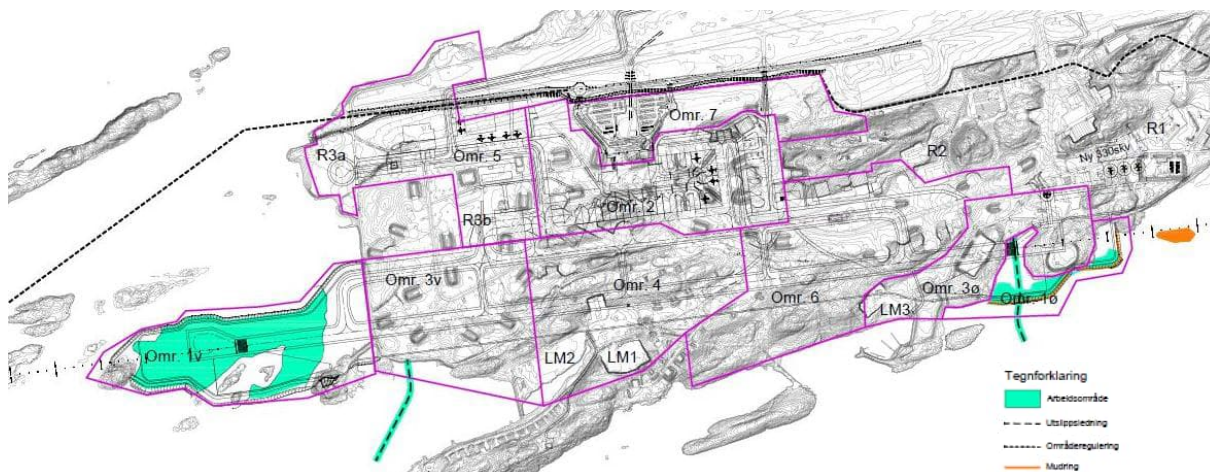 Omr. 7
R3a
Omr. 5
R1
R2
Ny 330skv
Omr. 2
R3b
Omr. 3v
Omr. 4
Omr. 6
Omr. 3ø
Omr. 1ø
LM3
Omr. 1v
LM2
LM1
Tegnforklaring
Arbeidsområde
Utslippsledning
Områderegulering
Mudring